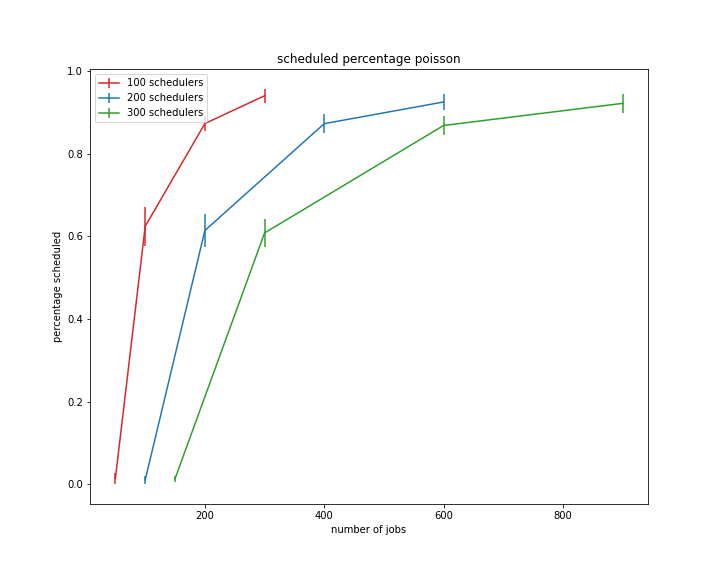 scheduled percentage poisson
100 schedulers
200 schedulers
300 schedulers
percentage scheduled
1.0
0.8
0.6
0.4
0.2
0.0
200 400 600 800
number of jobs